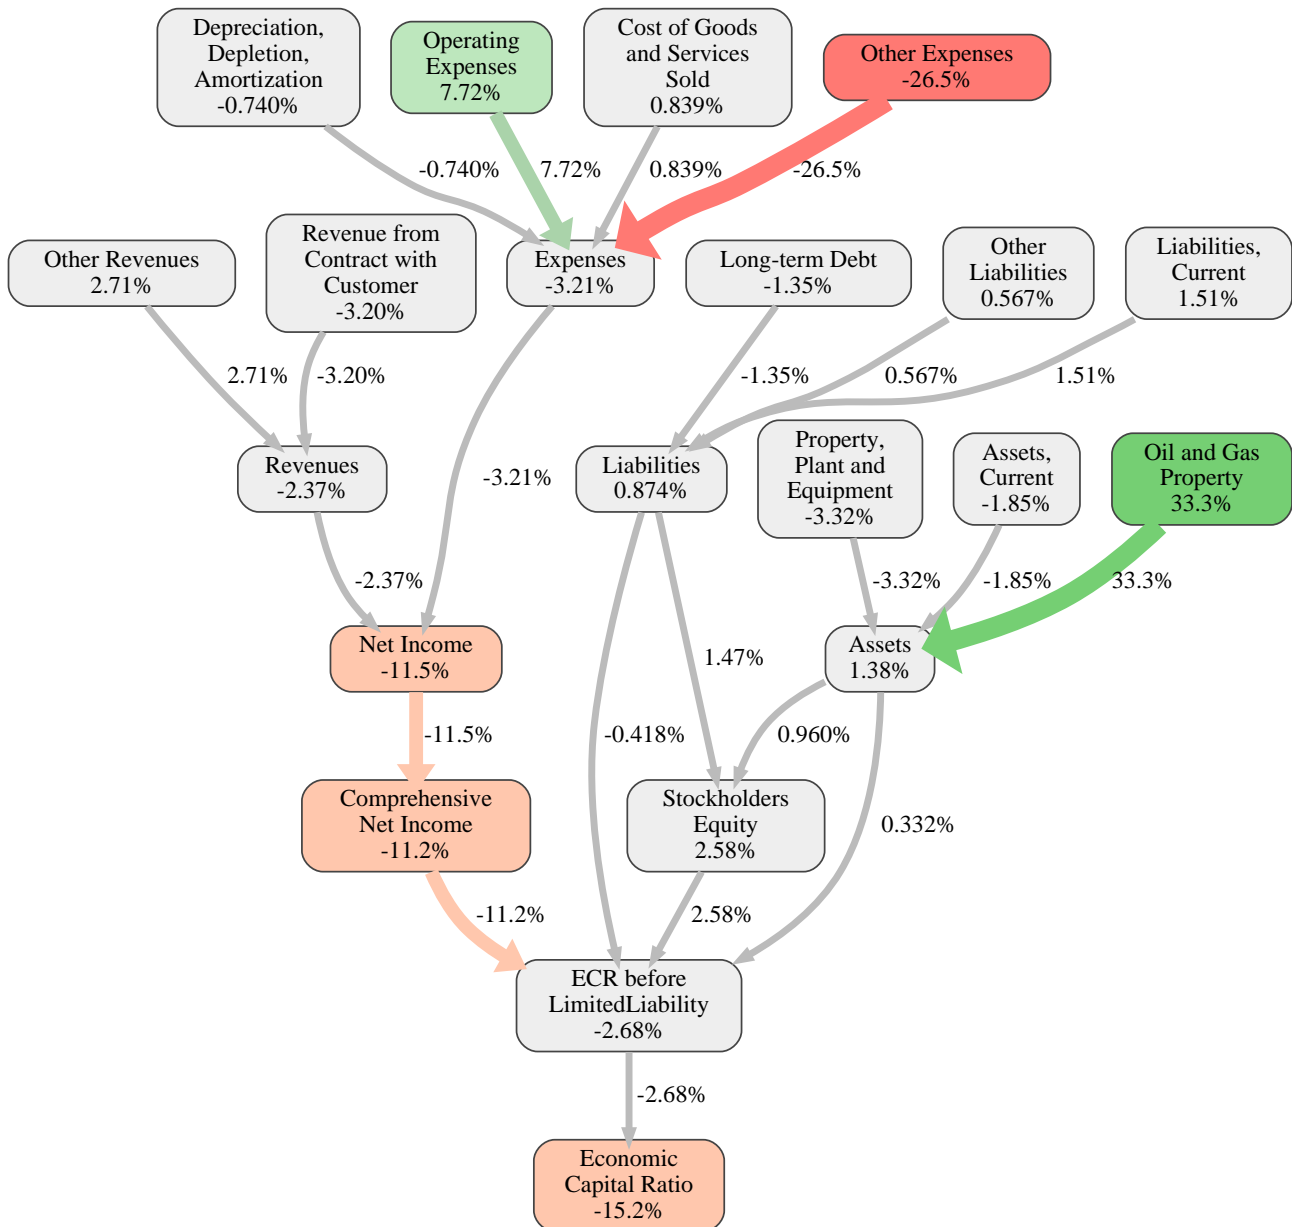 Depreciation,
Depletion,
Amortization
-0.740%
Operating
Expenses
7.72%
Cost of Goods
and Services
Sold
0.839%
Other Expenses
-26.5%
-0.740%
7.72%
0.839%
-26.5%
Other Revenues
2.71%
Revenue from
Contract with
Customer
-3.20%
Expenses
-3.21%
Long-term Debt
-1.35%
Other
Liabilities
0.567%
Liabilities,
Current
1.51%
2.71%
-3.20%
-1.35%
0.567%
1.51%
Revenues
-2.37%
-3.21%
Liabilities
0.874%
Property,
Plant and
Equipment
-3.32%
Assets,
Current
-1.85%
Oil and Gas
Property
33.3%
-2.37%
-3.32%
-1.85%
33.3%
Net Income
-11.5%
1.47%
Assets
1.38%
-11.5%
-0.418%
0.960%
Comprehensive
Net Income
-11.2%
Stockholders
Equity
2.58%
0.332%
-11.2%
2.58%
ECR before
LimitedLiability
-2.68%
-2.68%
Economic
Capital Ratio
-15.2%